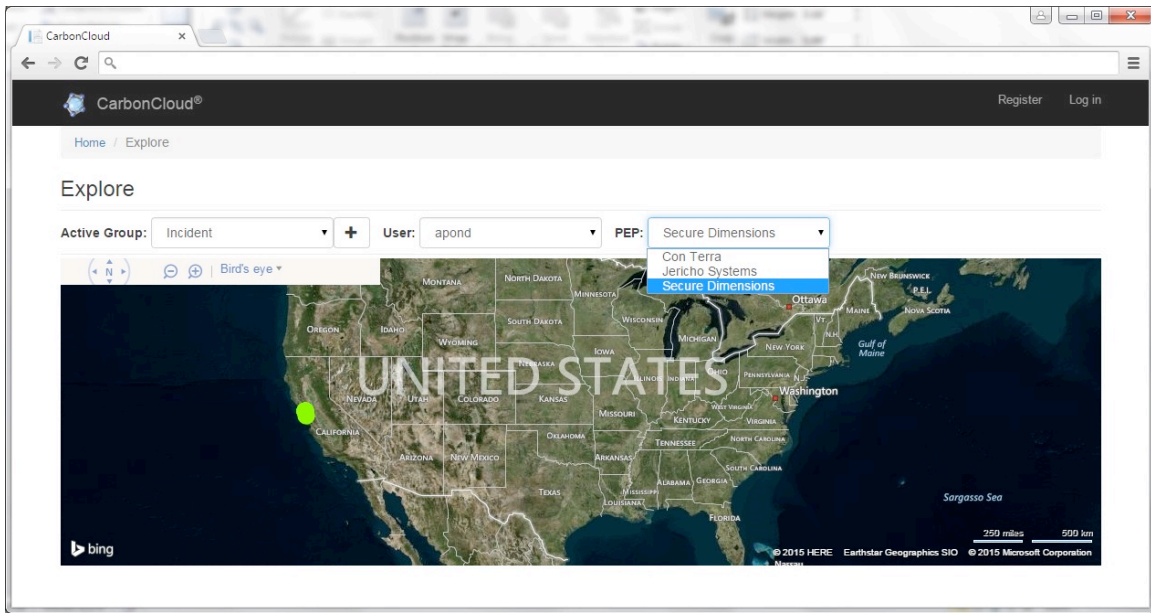 CarbonCloud
CarbonCloud®
Register Log in
Home / Explore
Explore
Active Group: Incident + User: apond PEP: Secure Dimensions
Con Terra
Jericho Systems
Secure Dimensions
N Bird's eye
MONTANA
NORTH DAKOTA
MINNESOTA
Ottawa
NEW BRUNSWICK
P.E.I.
MAINE
NOVA SCOTIA
OREGON
IDAHO
SOUTH DAKOTA
WISCONSIN
VT.
WYOMING
MICHIGAN
N.H.
NEW YORK
Gulf of
Maine
IOWA
NEBRASKA
UNITED STATES
ILLINOIS
INDIANA
OHIO
PENNSYLVANIA
Washington
NEVADA
UTAH
COLORADO
KANSAS
MISSOURI
WEST VIRGINIA
KENTUCKY
VIRGINIA
CALIFORNIA
OKLAHOMA
TENNESSEE
NORTH CAROLINA
ARIZONA
NEW MEXICO
ARKANSAS
SOUTH CAROLINA
MISSISSIPPI
ALABAMA
GEORGIA
TEXAS
LOUISIANA
Sargasso Sea
FLORIDA
250 miles 500 km
bing
© 2015 HERE Earthstar Geographics SIO © 2015 Microsoft Corporation
Nassau